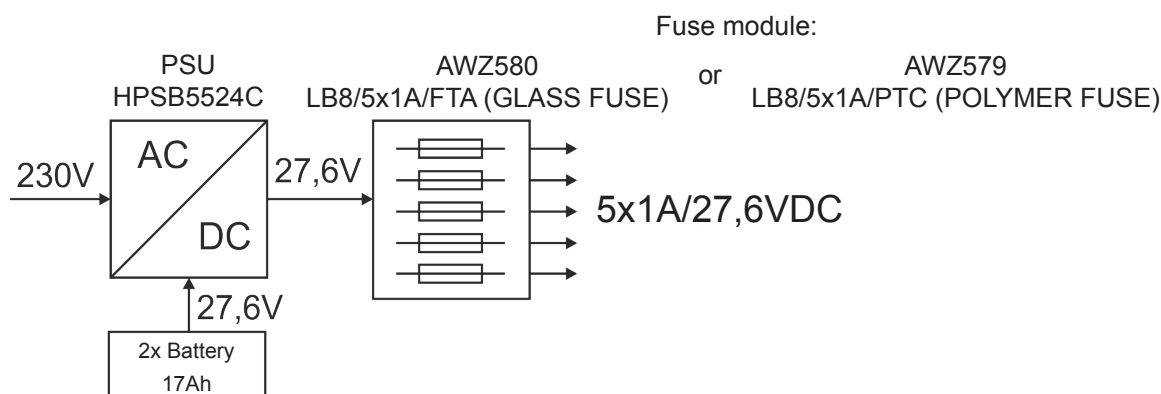 Fuse module:
PSU
HPSB5524C
AWZ580
LB8/5x1A/FTA (GLASS FUSE)
or
AWZ579
LB8/5x1A/PTC (POLYMER FUSE)
230V
AC
DC
27,6V
5x1A/27,6VDC
27,6V
2x Battery
17Ah